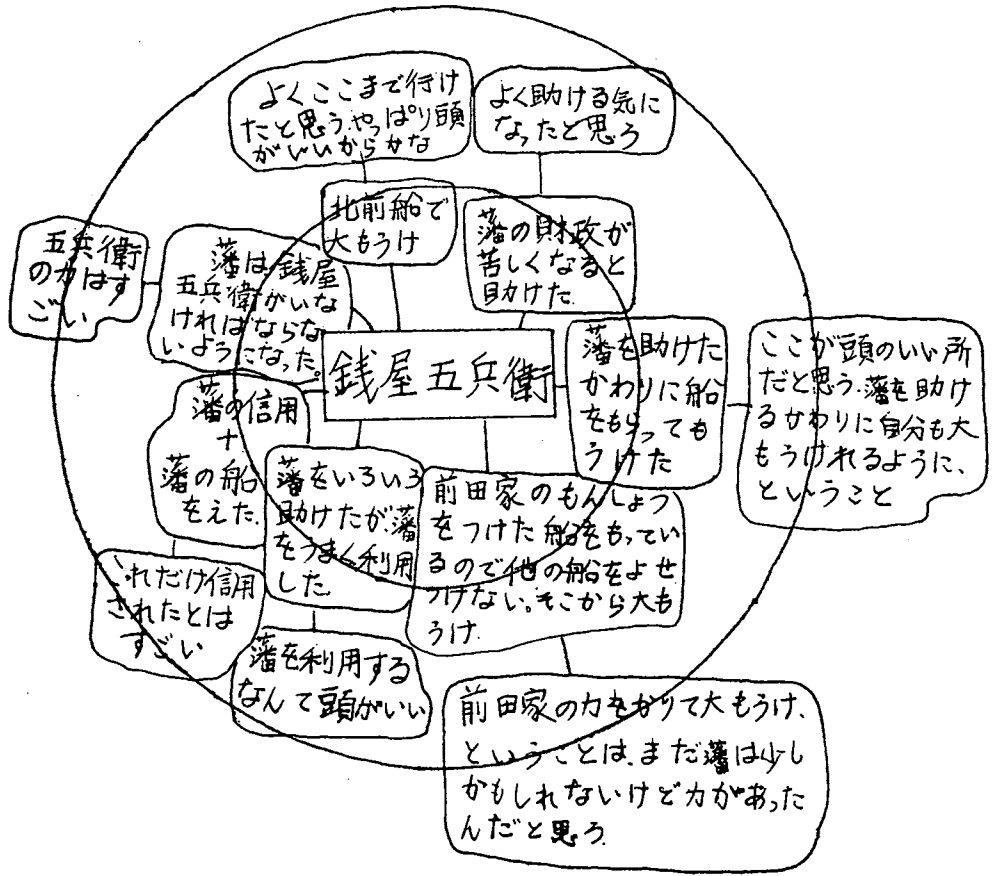 よくここまで行け
たと思う。やっぱり頭
がいいからかな
よく助ける気に
なったと思う
北前船で
大もうけ
藩の財政が
苦しくなると
助けた。
五兵衛
の力はす
ごい
藩は、銭屋
五兵衛がいな
ければならな
いようになった。
銭屋五兵衛
藩を助けた
かわりに船
をもらっても
うけた
ここが頭のいい所
だと思う。藩を助け
るかわりに自分も大
もうけれるように、
ということ
藩の信用
+
藩の船
をえた。
藩をいろいろ
助けたが藩
をうまく利用
した。
前田家のもんしょう
をつけた船をもってい
るので他の船をよせ
つけない。そこから大も
うけ.
これだけ信用
されたとは
すごい
藩を利用する
なんて頭がいい
前田家の力をかりて大もうけ、
ということは、まだ藩は少し
かもしれないけど力があった
んだと思う.